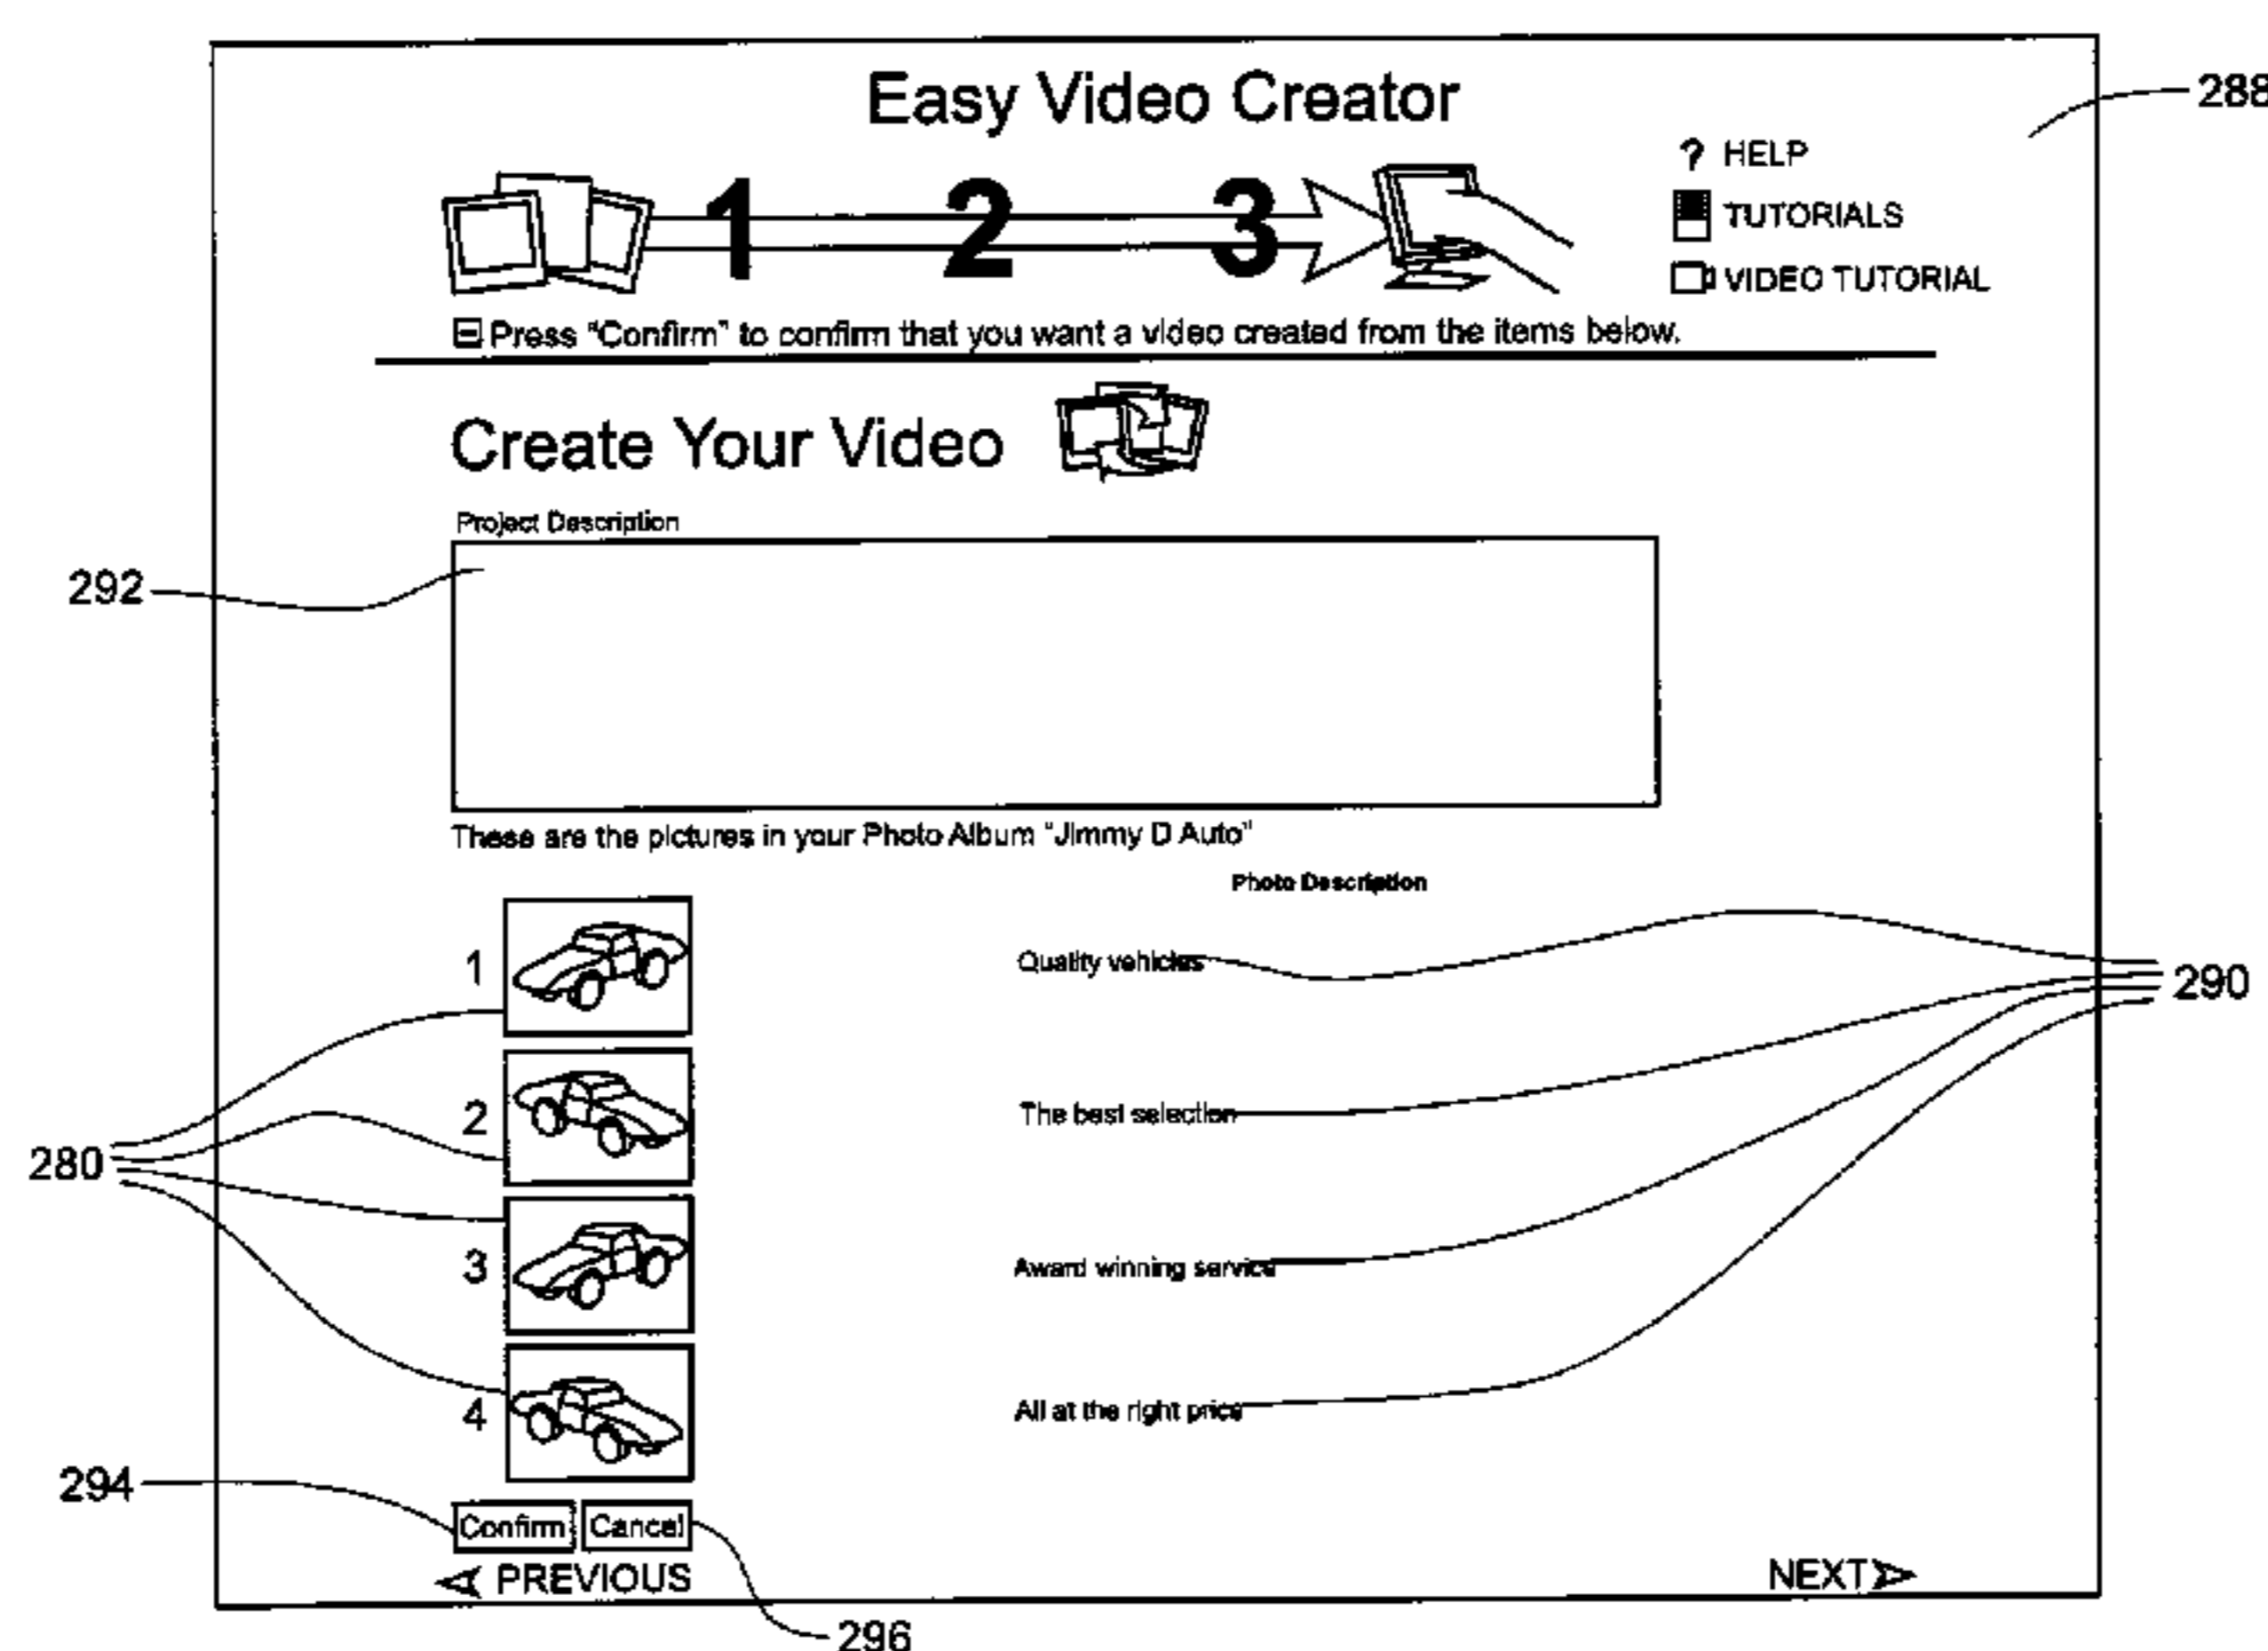 Easy Video Creator
288
? HELP
1 2 3
TUTORIALS
VIDEO TUTORIAL
Press "Confirm" to confirm that you want a video created from the items below.
Create Your Video
Project Description
292
These are the pictures in your Photo Album "Jimmy D Auto"
Photo Description
1 Quality vehicles
290
2 The best selection
280
3 Award winning service
4 All at the right price
294
Confirm Cancel
PREVIOUS NEXT
296